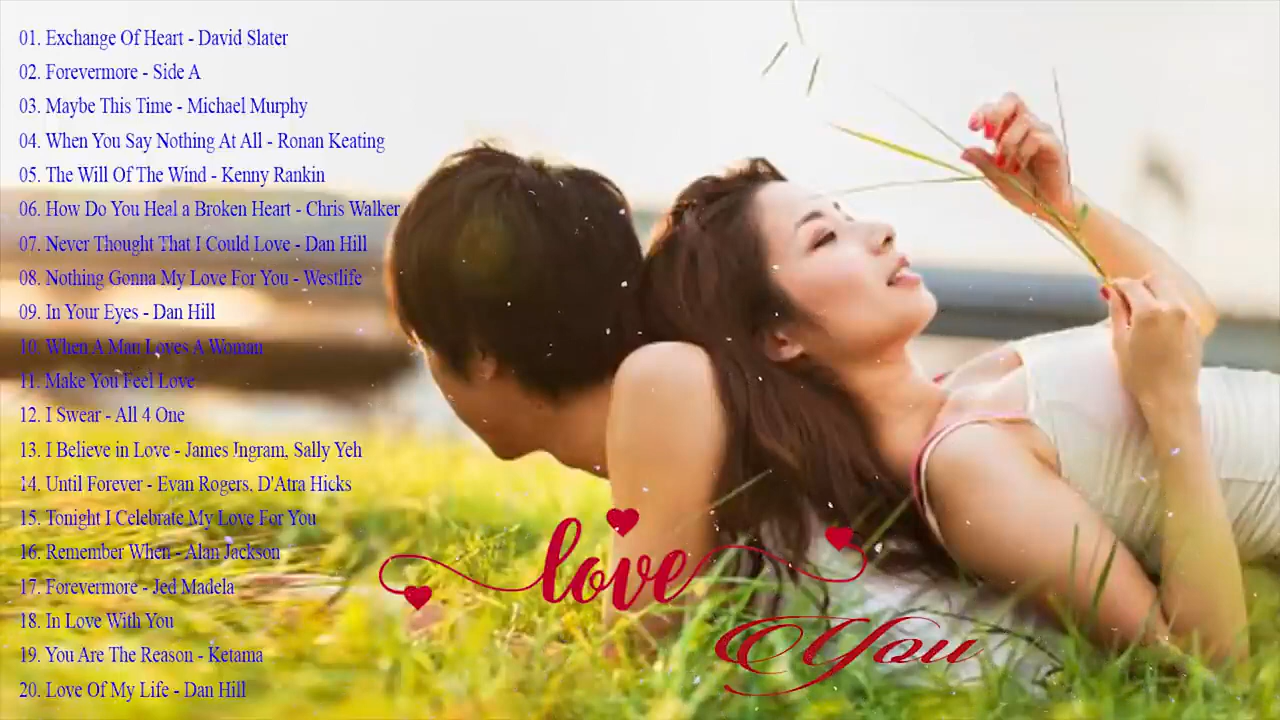 01. Exchange Of Heart - David Slater
02. Forevermore - Side A
03. Maybe This Time - Michael Murphy
04. When You Say Nothing At All - Ronan Keating
05. The Will Of The Wind - Kenny Rankin
06. How Do You Heal a Broken Heart - Chris Walker
07. Never Thought That I Could Love - Dan Hill
08. Nothing Gonna My Love For You - Westlife
09. In Your Eyes - Dan Hill
10. When A Man Loves A Woman
11. Make You Feel Love
12. I Swear - All 4 One
13. I Believe in Love - James Jngram, Sally Yeh
14. Until Forever - Evan Rogers, D'Atra Hicks
15. Tonight I Celebrate My Love For You
16. Remember When - Alan Jackson
17. Forevermore - Jed Madela
18. In Love With You
19. You Are The Reason - Ketama
20. Love Of My Life - Dan Hill
love
You